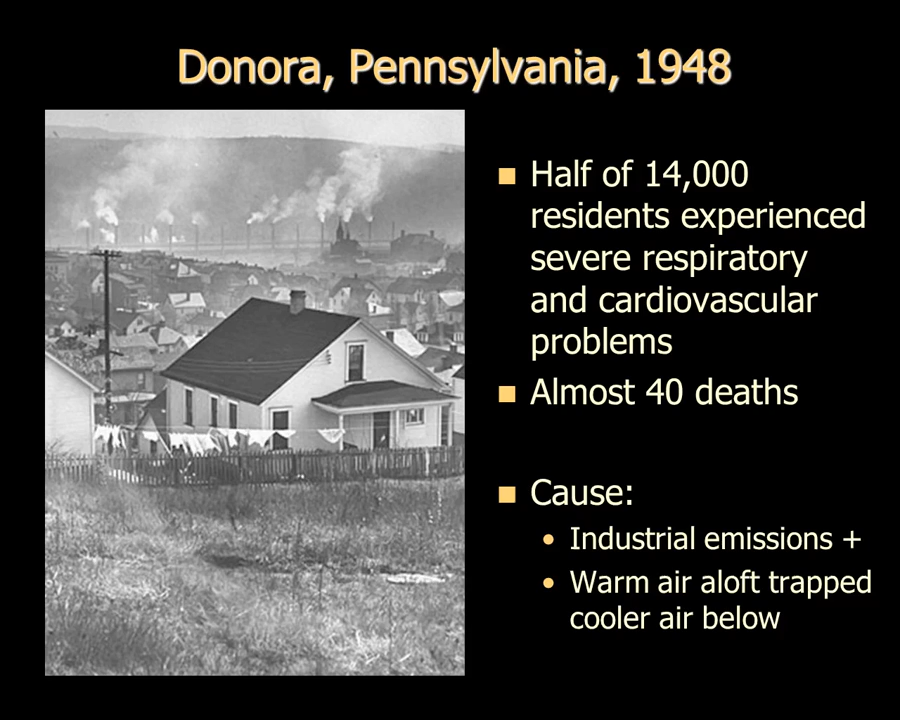 Donora, Pennsylvania, 1948
Half of 14,000
residents experienced
severe respiratory
and cardiovascular
problems
Almost 40 deaths
Cause:
Industrial emissions +
Warm air aloft trapped
cooler air below